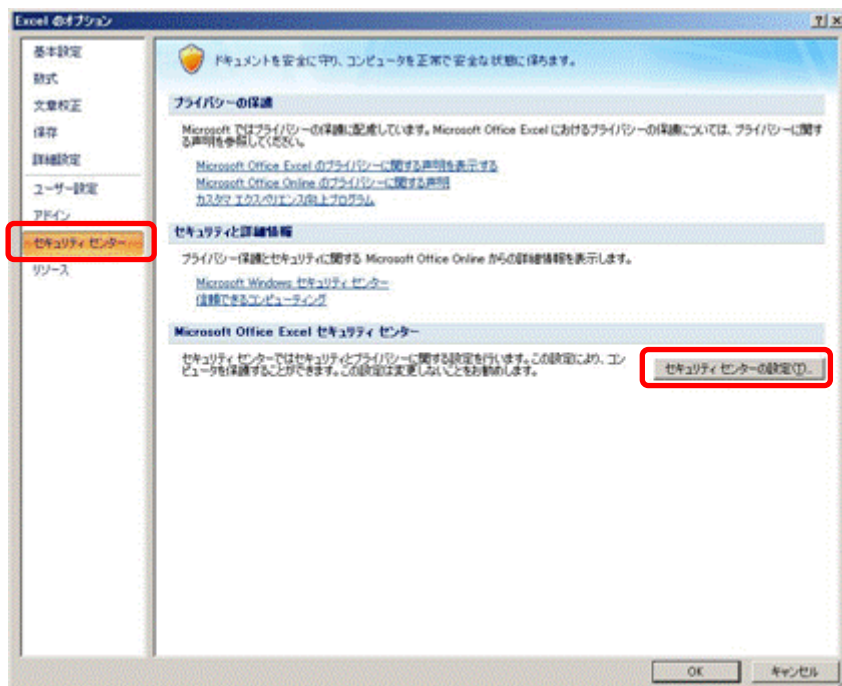 Excel のオプション
基本設定
数式
文章校正
保存
詳細設定
ユーザー設定
アドイン
セキュリティ センター
リソース
ドキュメントを安全に守り、コンピュータを正常で安全な状態に保ちます。
プライバシーの保護
Microsoft ではプライバシーの保護に配慮しています。Microsoft Office Excel におけるプライバシーの保護については、プライバシーに関す
る声明を参照してください。
Microsoft Office Excel のプライバシーに関する声明を表示する
Microsoft Office Online のプライバシーに関する声明
カスタマ エクスペリエンス向上プログラム
セキュリティと詳細情報
プライバシー保護とセキュリティに関する Microsoft Office Online からの詳細情報を表示します。
Microsoft Windows セキュリティ センター
信頼できるコンピューティング
Microsoft Office Excel セキュリティ センター
セキュリティ センターではセキュリティとプライバシーに関する設定を行います。この設定により、コン
ピュータを保護することができます。この設定は変更しないことをお勧めします。
セキュリティ センターの設定(T)...
OK
キャンセル